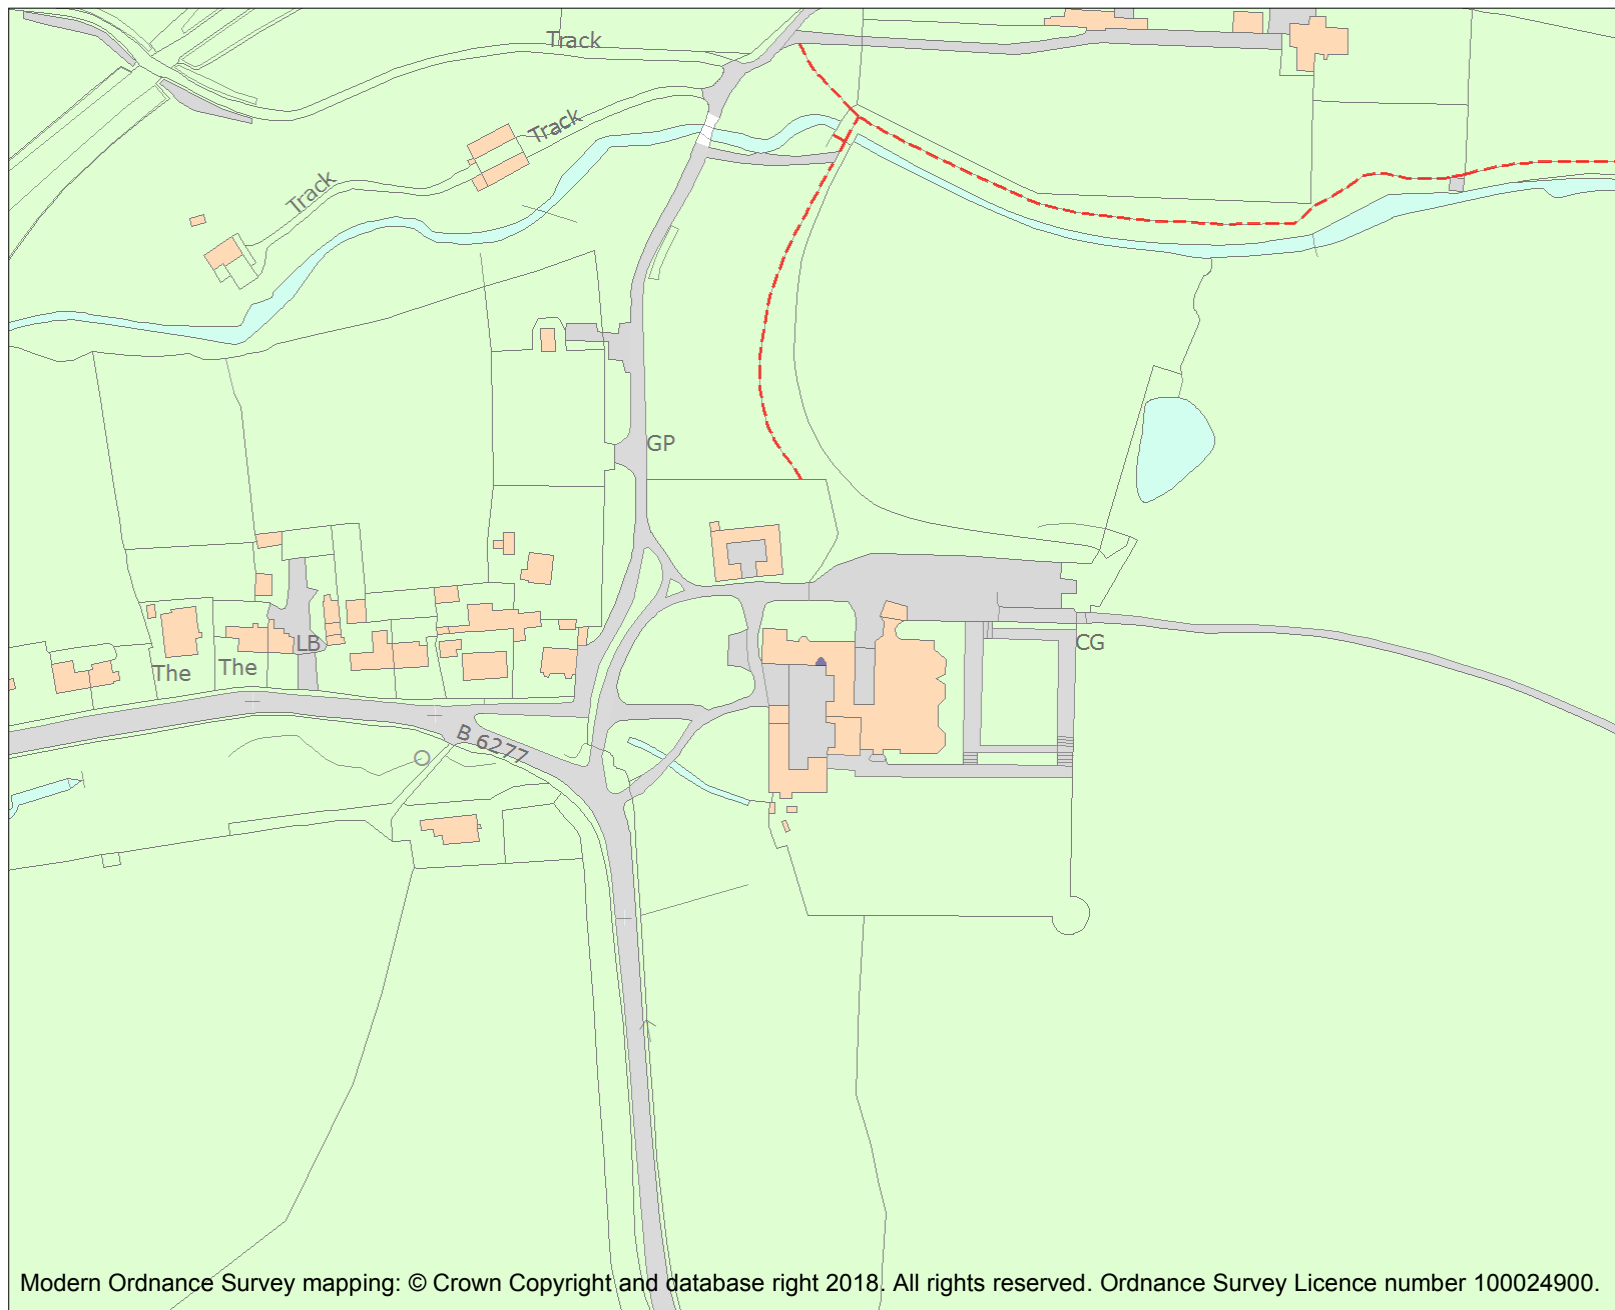 Track
Track
Track
GP
LB
The
The
CG
B 6277
Modern Ordnance Survey mapping: © Crown Copyright and database right 2018. All rights reserved. Ordnance Survey Licence number 100024900.